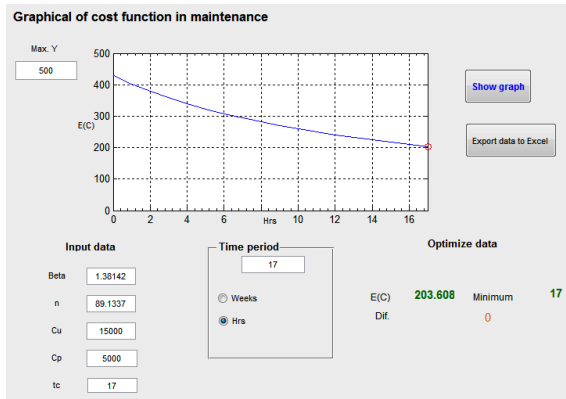 Graphical of cost function in maintenance
Max. Y
500
500
400
300
E(C)
200
100
0
0 2 4 6 Hrs 10 12 14 16
Show graph
Export data to Excel
Input data
Beta 1.38142
n 89.1337
Cu 15000
Cp 5000
tc 17
Time period
17
Weeks
Hrs
Optimize data
E(C) 203.608 Minimum 17
Dif. 0